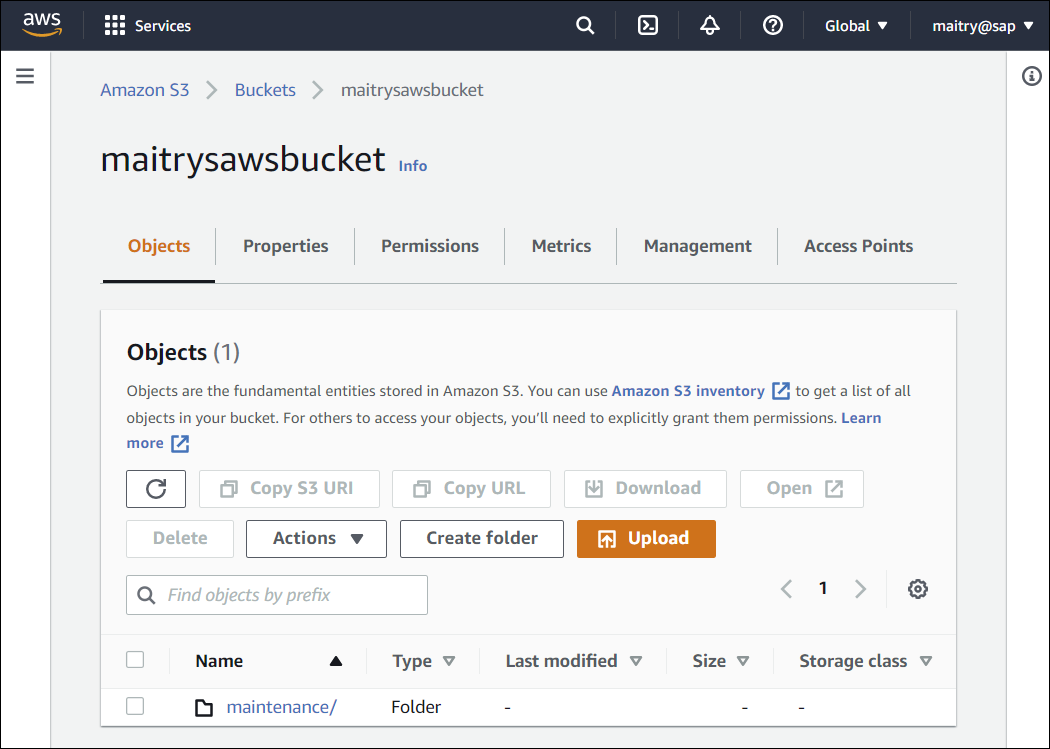 aws Services Global maitry@sap
Amazon S3 Buckets maitrysawsbucket
maitrysawsbucket Info
Objects Properties Permissions Metrics Management Access Points
Objects (1)
Objects are the fundamental entities stored in Amazon S3. You can use Amazon S3 inventory to get a list of all
objects in your bucket. For others to access your objects, you’ll need to explicitly grant them permissions. Learn
more
Copy S3 URI Copy URL Download Open
Delete Actions Create folder Upload
Find objects by prefix 1
Name Type Last modified Size Storage class
maintenance/ Folder - - -